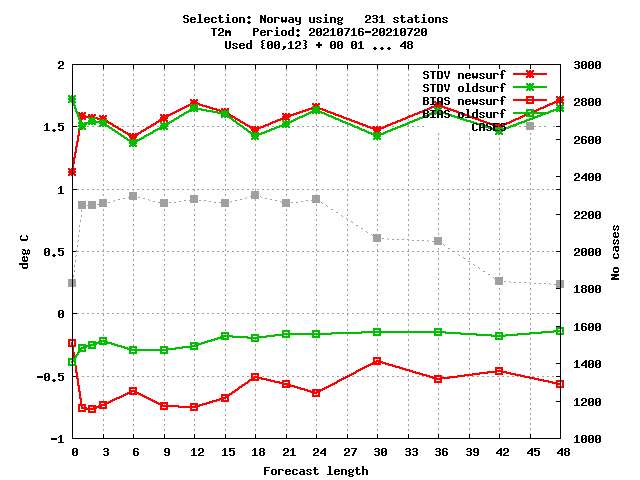 Selection: Norway using   231 stations
T2m   Period: 20210716-20210720
Used {00,12} + 00 01 ... 48
STDV newsurf
STDV oldsurf
BIAS newsurf
BIAS oldsurf
CASES
2
1.5
1
0.5
0
-0.5
-1
deg C
3000
2800
2600
2400
2200
2000
1800
1600
1400
1200
1000
No cases
0 3 6 9 12 15 18 21 24 27 30 33 36 39 42 45 48
Forecast length